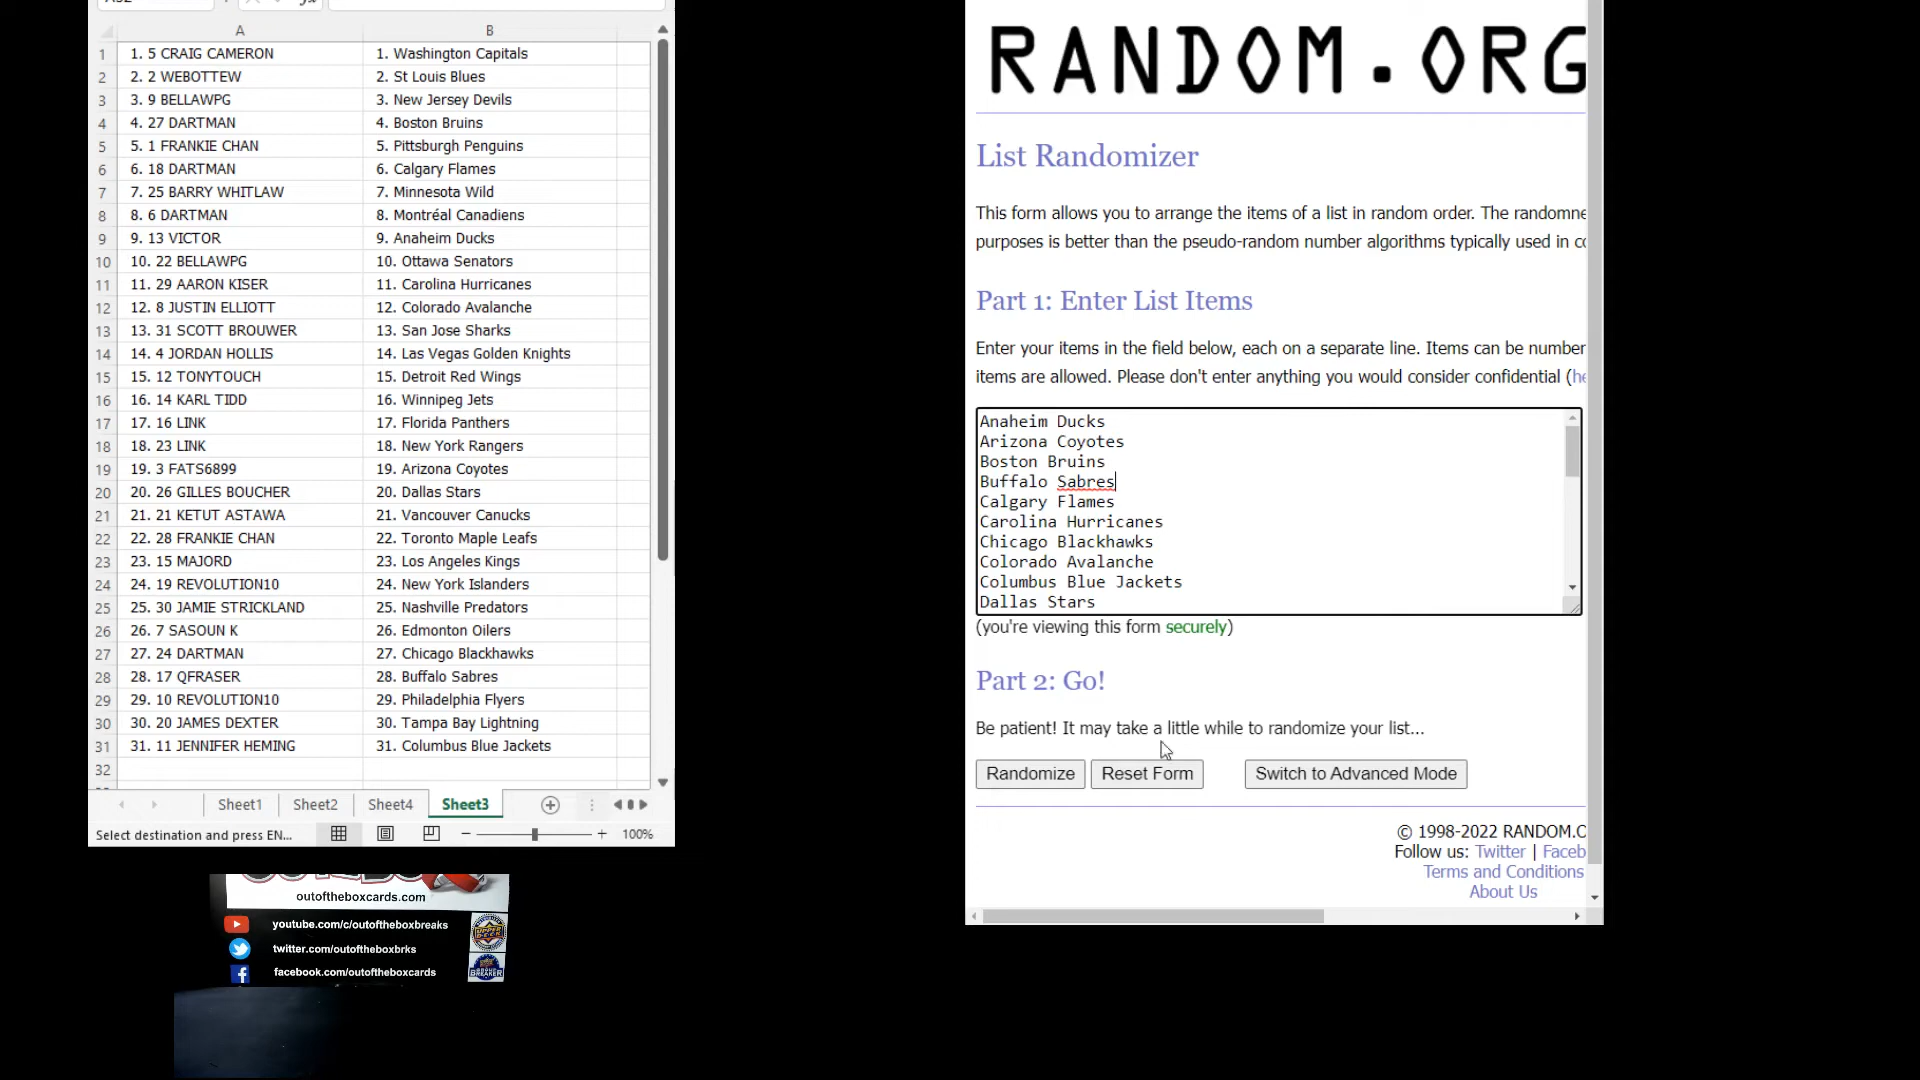 A B
1 1. 5 CRAIG CAMERON 1. Washington Capitals
2 2. 2 WEBOTTEW 2. St Louis Blues
3 3. 9 BELLAWPG 3. New Jersey Devils
4 4. 27 DARTMAN 4. Boston Bruins
5 5. 1 FRANKIE CHAN 5. Pittsburgh Penguins
6 6. 18 DARTMAN 6. Calgary Flames
7 7. 25 BARRY WHITLAW 7. Minnesota Wild
8 8. 6 DARTMAN 8. Montréal Canadiens
9 9. 13 VICTOR 9. Anaheim Ducks
10 10. 22 BELLAWPG 10. Ottawa Senators
11 11. 29 AARON KISER 11. Carolina Hurricanes
12 12. 8 JUSTIN ELLIOTT 12. Colorado Avalanche
13 13. 31 SCOTT BROUWER 13. San Jose Sharks
14 14. 4 JORDAN HOLLIS 14. Las Vegas Golden Knights
15 15. 12 TONYTOUCH 15. Detroit Red Wings
16 16. 14 KARL TIDD 16. Winnipeg Jets
17 17. 16 LINK 17. Florida Panthers
18 18. 23 LINK 18. New York Rangers
19 19. 3 FATS6899 19. Arizona Coyotes
20 20. 26 GILLES BOUCHER 20. Dallas Stars
21 21. 21 KETUT ASTAWA 21. Vancouver Canucks
22 22. 28 FRANKIE CHAN 22. Toronto Maple Leafs
23 23. 15 MAJORD 23. Los Angeles Kings
24 24. 19 REVOLUTION10 24. New York Islanders
25 25. 30 JAMIE STRICKLAND 25. Nashville Predators
26 26. 7 SASOUN K 26. Edmonton Oilers
27 27. 24 DARTMAN 27. Chicago Blackhawks
28 28. 17 QFRASER 28. Buffalo Sabres
29 29. 10 REVOLUTION10 29. Philadelphia Flyers
30 30. 20 JAMES DEXTER 30. Tampa Bay Lightning
31 31. 11 JENNIFER HEMING 31. Columbus Blue Jackets
32
Sheet1 Sheet2 Sheet4 Sheet3
Select destination and press EN... 100%
outoftheboxcards.com
youtube.com/c/outoftheboxbreaks
twitter.com/outoftheboxbrks
facebook.com/outoftheboxcards
UPPER DECK
GROUP BREAKER
RANDOM.ORG
List Randomizer
This form allows you to arrange the items of a list in random order. The randomne
purposes is better than the pseudo-random number algorithms typically used in co
Part 1: Enter List Items
Enter your items in the field below, each on a separate line. Items can be number
items are allowed. Please don't enter anything you would consider confidential (he
Anaheim Ducks
Arizona Coyotes
Boston Bruins
Buffalo Sabres
Calgary Flames
Carolina Hurricanes
Chicago Blackhawks
Colorado Avalanche
Columbus Blue Jackets
Dallas Stars
(you're viewing this form securely)
Part 2: Go!
Be patient! It may take a little while to randomize your list...
Randomize Reset Form Switch to Advanced Mode
© 1998-2022 RANDOM.O
Follow us: Twitter | Faceb
Terms and Conditions
About Us